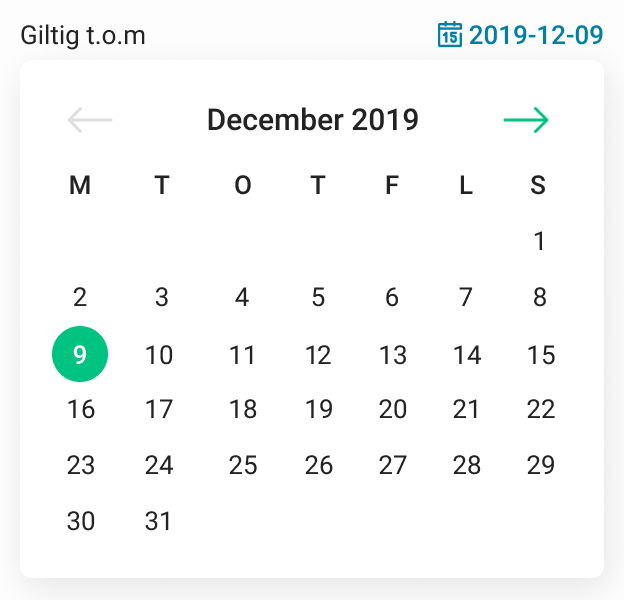 Giltig t.o.m 2019-12-09
December 2019
M T O T F L S
1
2 3 4 5 6 7 8
9 10 11 12 13 14 15
16 17 18 19 20 21 22
23 24 25 26 27 28 29
30 31